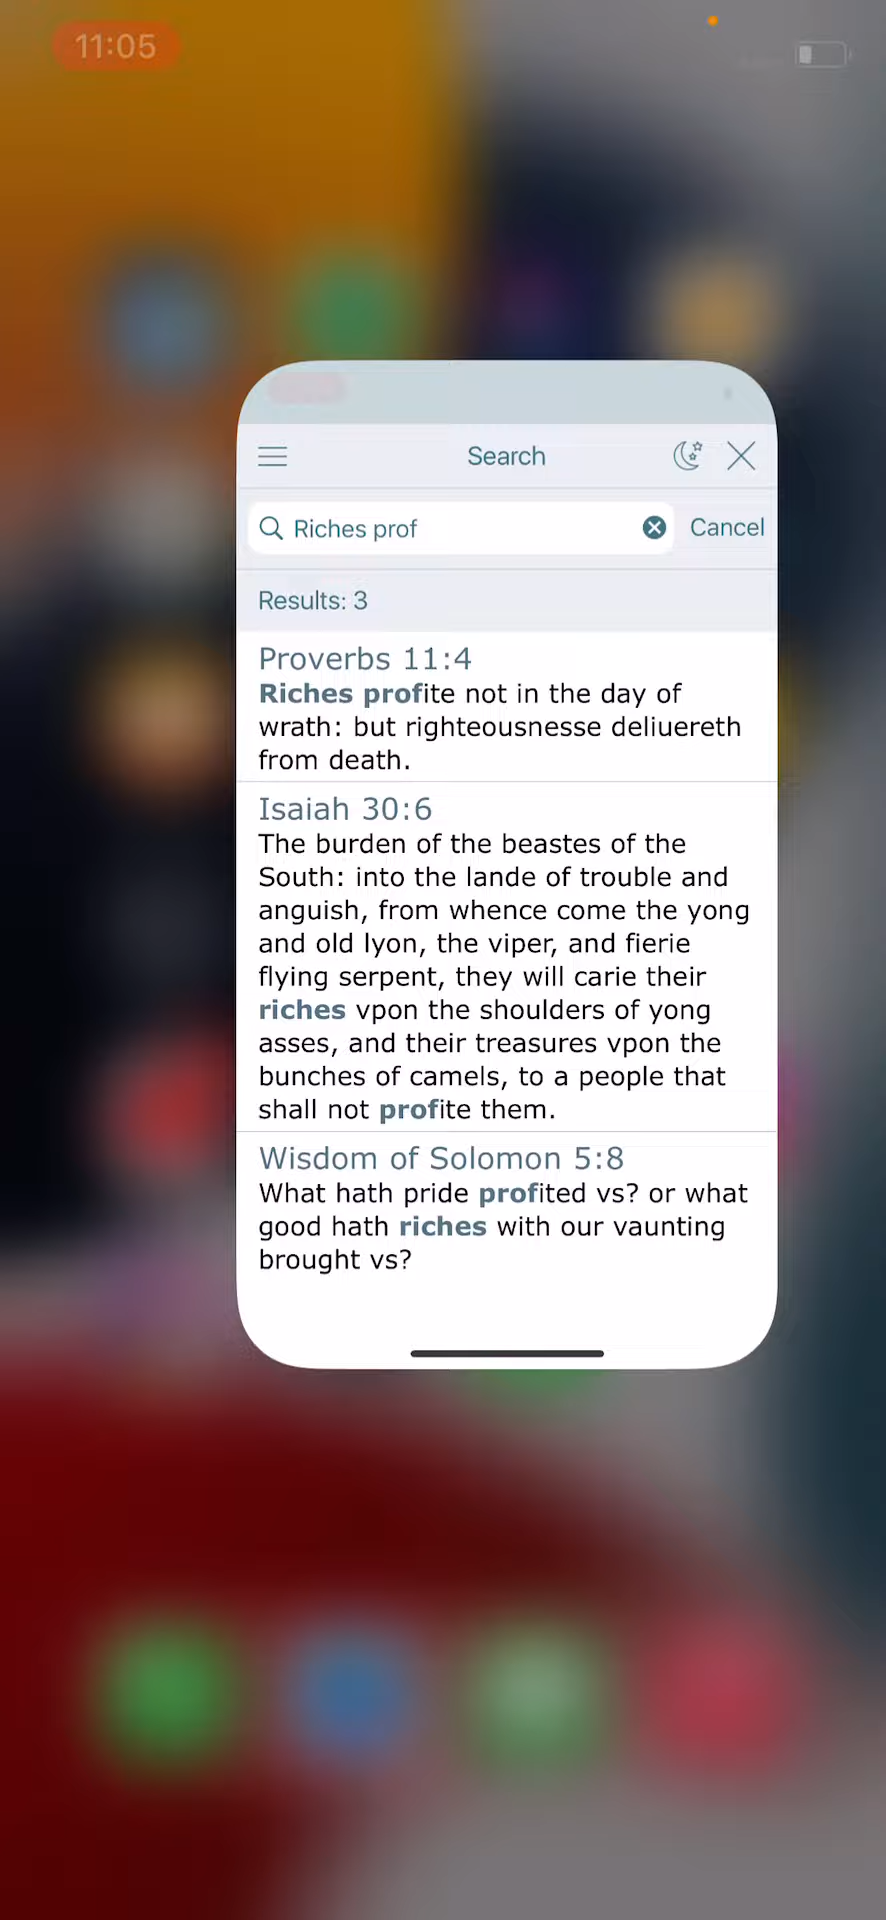 11:05
Search
Riches prof
Cancel
Results: 3
Proverbs 11:4
Riches profite not in the day of
wrath: but righteousnesse deliuereth
from death.
Isaiah 30:6
The burden of the beastes of the
South: into the lande of trouble and
anguish, from whence come the yong
and old lyon, the viper, and fierie
flying serpent, they will carie their
riches vpon the shoulders of yong
asses, and their treasures vpon the
bunches of camels, to a people that
shall not profite them.
Wisdom of Solomon 5:8
What hath pride profited vs? or what
good hath riches with our vaunting
brought vs?